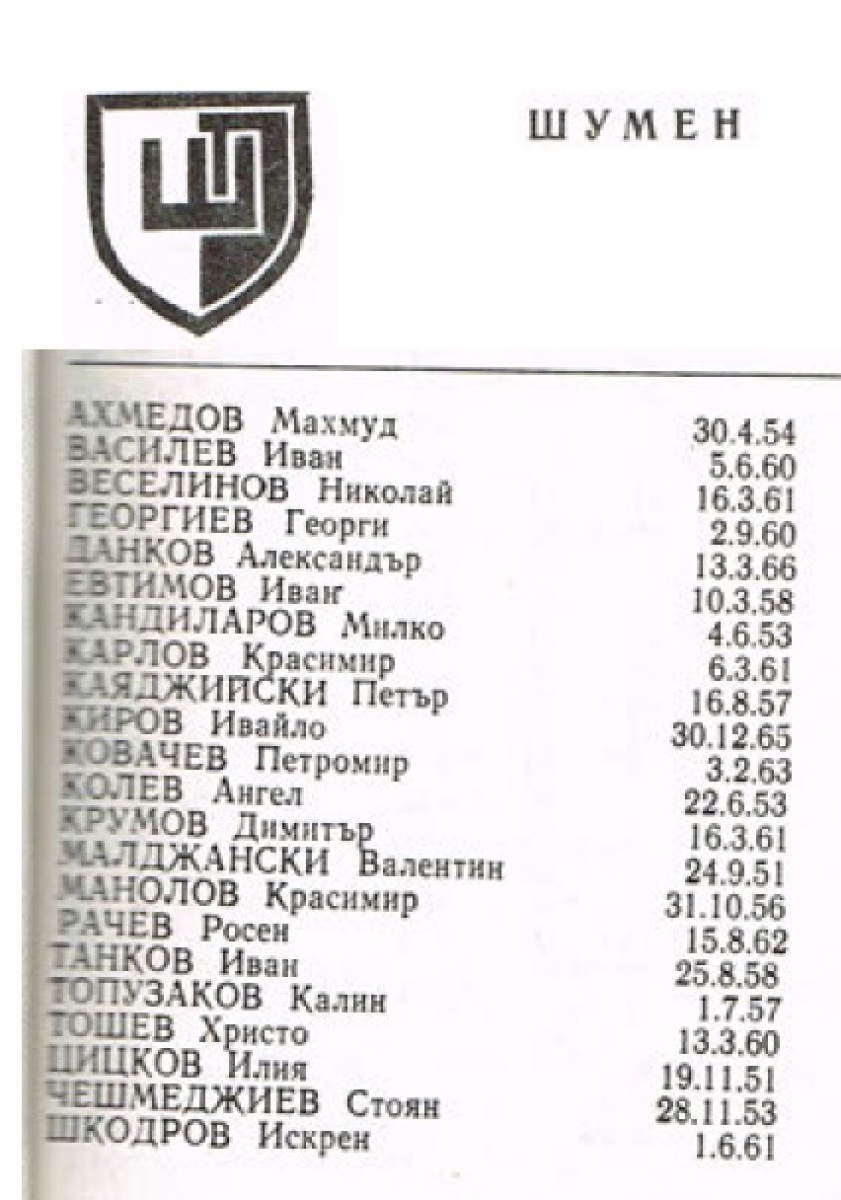 ШУМЕН
АХМЕДОВ Махмуд 30.4.54
ВАСИЛЕВ Иван 5.6.60
ВЕСЕЛИНОВ Николай 16.3.61
ГЕОРГИЕВ Георги 2.9.60
ДАНКОВ Александър 13.3.66
ЕВТИМОВ Иван 10.3.58
КАНДИЛАРОВ Милко 4.6.53
КАРЛОВ Красимир 6.3.61
КАЯДЖИЙСКИ Петър 16.8.57
КИРОВ Ивайло 30.12.65
КОВАЧЕВ Петромир 3.2.63
КОЛЕВ Ангел 22.6.53
КРУМОВ Димитър 16.3.61
МАЛДЖАНСКИ Валентин 24.9.51
МАНОЛОВ Красимир 31.10.56
РАЧЕВ Росен 15.8.62
ТАНКОВ Иван 25.8.58
ТОПУЗАКОВ Калин 1.7.57
ТОШЕВ Христо 13.3.60
ЦИЦКОВ Илия 19.11.51
ЧЕШМЕДЖИЕВ Стоян 28.11.53
ШКОДРОВ Искрен 1.6.61